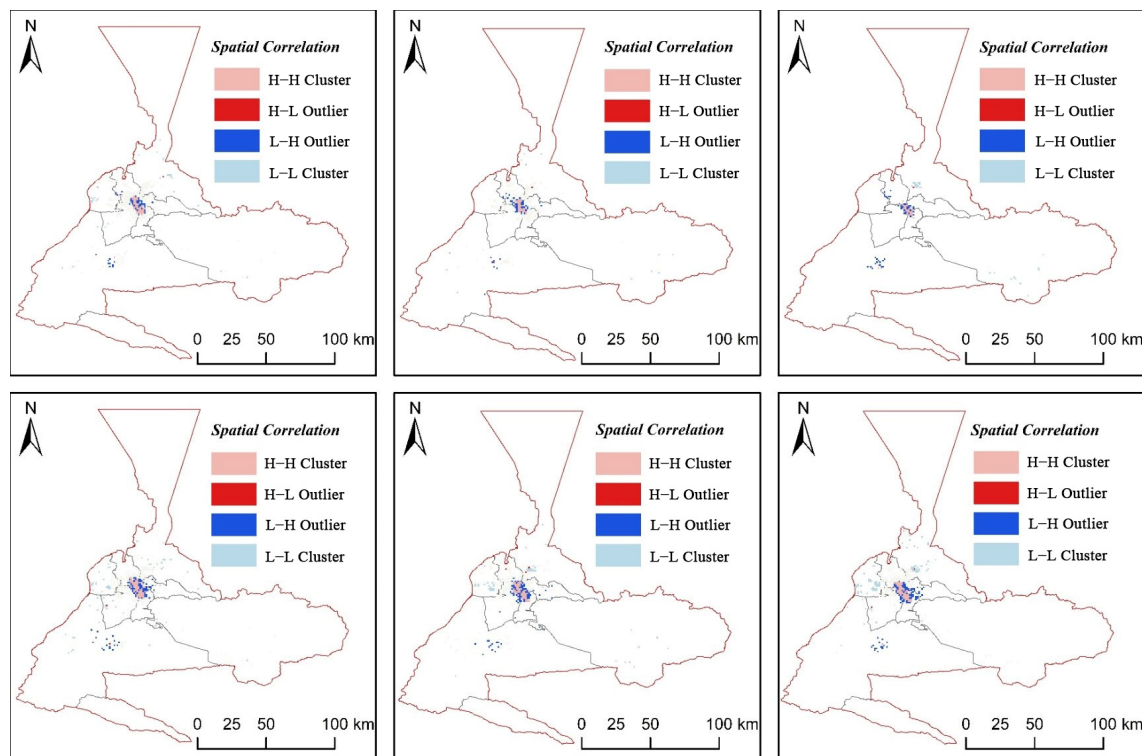 N
Spatial Correlation
H−H Cluster
H−L Outlier
L−H Outlier
L−L Cluster
0 25 50 100 km
N
Spatial Correlation
H−H Cluster
H−L Outlier
L−H Outlier
L−L Cluster
0 25 50 100 km
N
Spatial Correlation
H−H Cluster
H−L Outlier
L−H Outlier
L−L Cluster
0 25 50 100 km
N
Spatial Correlation
H−H Cluster
H−L Outlier
L−H Outlier
L−L Cluster
0 25 50 100 km
N
Spatial Correlation
H−H Cluster
H−L Outlier
L−H Outlier
L−L Cluster
0 25 50 100 km
N
Spatial Correlation
H−H Cluster
H−L Outlier
L−H Outlier
L−L Cluster
0 25 50 100 km